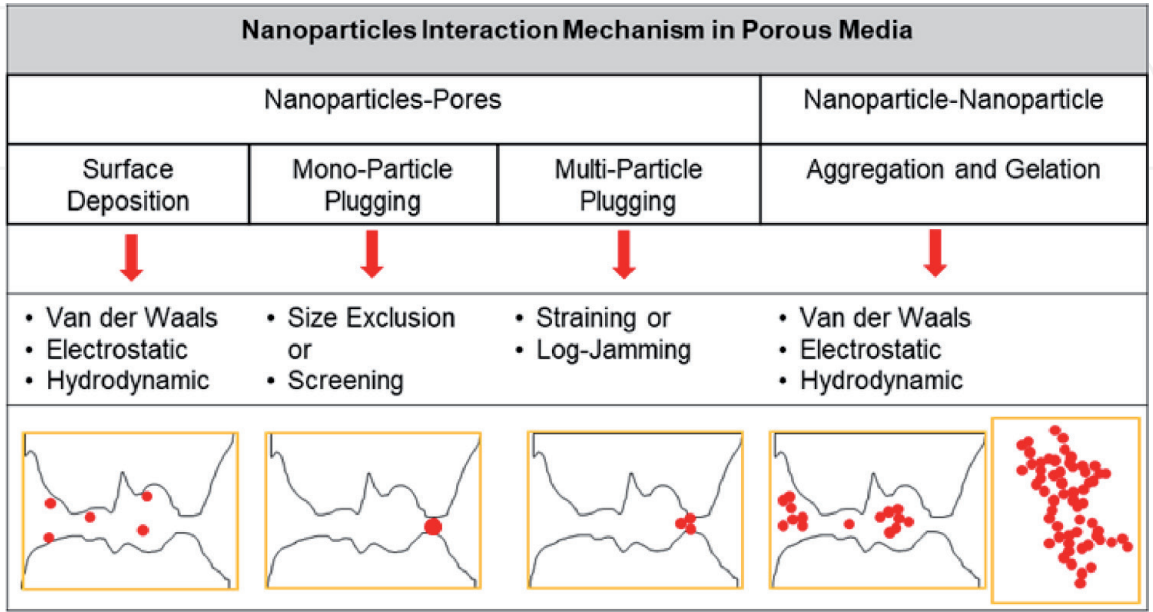 Nanoparticles Interaction Mechanism in Porous Media
Nanoparticles-Pores
Nanoparticle-Nanoparticle
Surface
Deposition
Mono-Particle
Plugging
Multi-Particle
Plugging
Aggregation and Gelation
• Van der Waals
• Electrostatic
• Hydrodynamic
• Size Exclusion
or
• Screening
• Straining or
• Log-Jamming
• Van der Waals
• Electrostatic
• Hydrodynamic